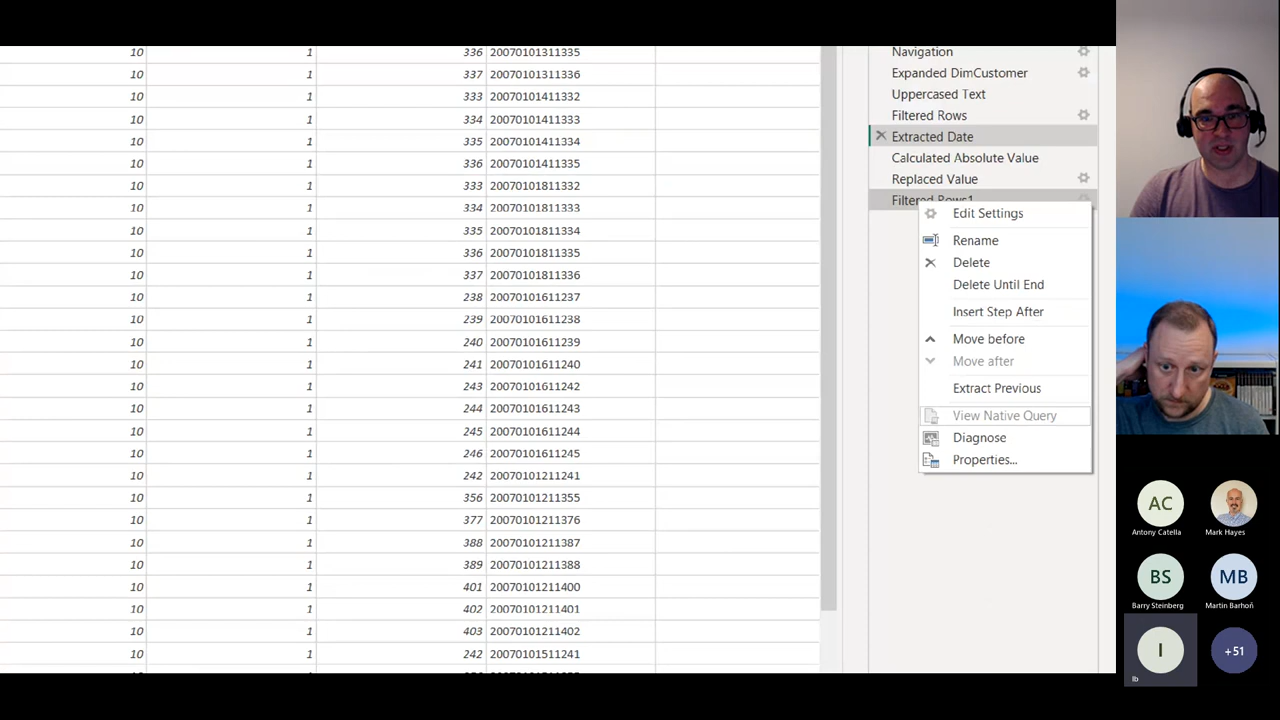 10 1 336 20070101311335
10 1 337 20070101311336
10 1 333 20070101411332
10 1 334 20070101411333
10 1 335 20070101411334
10 1 336 20070101411335
10 1 333 20070101811332
10 1 334 20070101811333
10 1 335 20070101811334
10 1 336 20070101811335
10 1 337 20070101811336
10 1 238 20070101611237
10 1 239 20070101611238
10 1 240 20070101611239
10 1 241 20070101611240
10 1 243 20070101611242
10 1 244 20070101611243
10 1 245 20070101611244
10 1 246 20070101611245
10 1 242 20070101211241
10 1 356 20070101211355
10 1 377 20070101211376
10 1 388 20070101211387
10 1 389 20070101211388
10 1 401 20070101211400
10 1 402 20070101211401
10 1 403 20070101211402
10 1 242 20070101511241
Navigation
Expanded DimCustomer
Uppercased Text
Filtered Rows
Extracted Date
Calculated Absolute Value
Replaced Value
Filtered Rows1
Edit Settings
Rename
Delete
Delete Until End
Insert Step After
Move before
Move after
Extract Previous
View Native Query
Diagnose
Properties...
AC
Antony Catella
Mark Hayes
BS
Barry Steinberg
MB
Martin Barhoň
I
Ib
+51